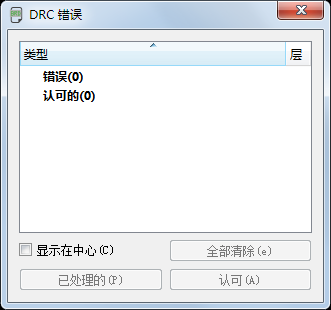 DRC 错误
类型 层
错误(0)
认可的(0)
显示在中心(C)
全部清除(e)
已处理的(P)
认可(A)